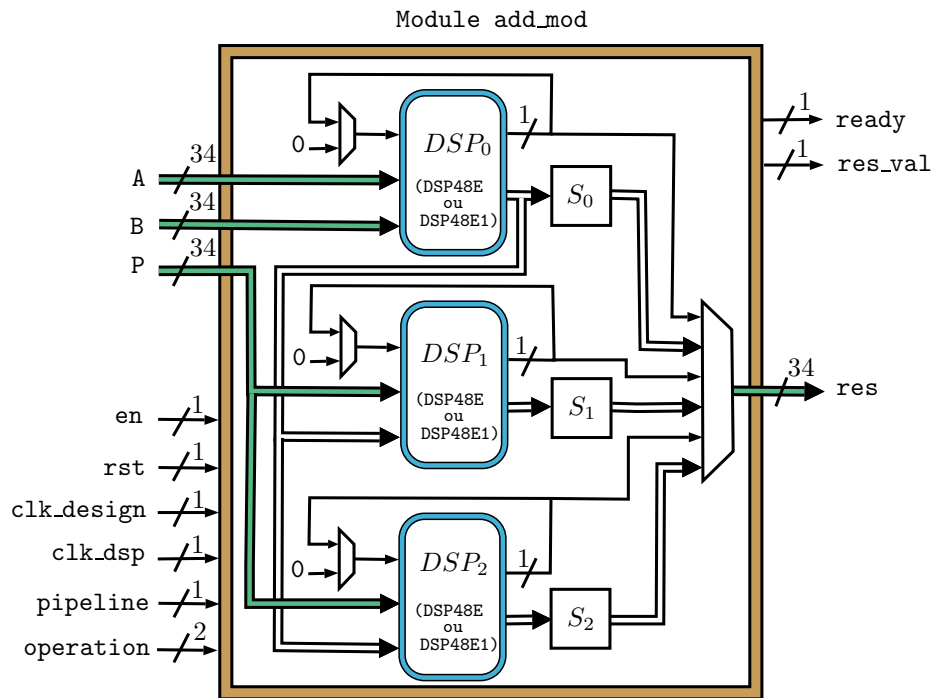 Module add_mod
A 34
B 34
P 34
en 1
rst 1
clk_design 1
clk_dsp 1
pipeline 1
operation 2
0
DSP0
(DSP48E
ou
DSP48E1)
1
S0
0
DSP1
(DSP48E
ou
DSP48E1)
1
S1
0
DSP2
(DSP48E
ou
DSP48E1)
1
S2
1 ready
1 res_val
34 res